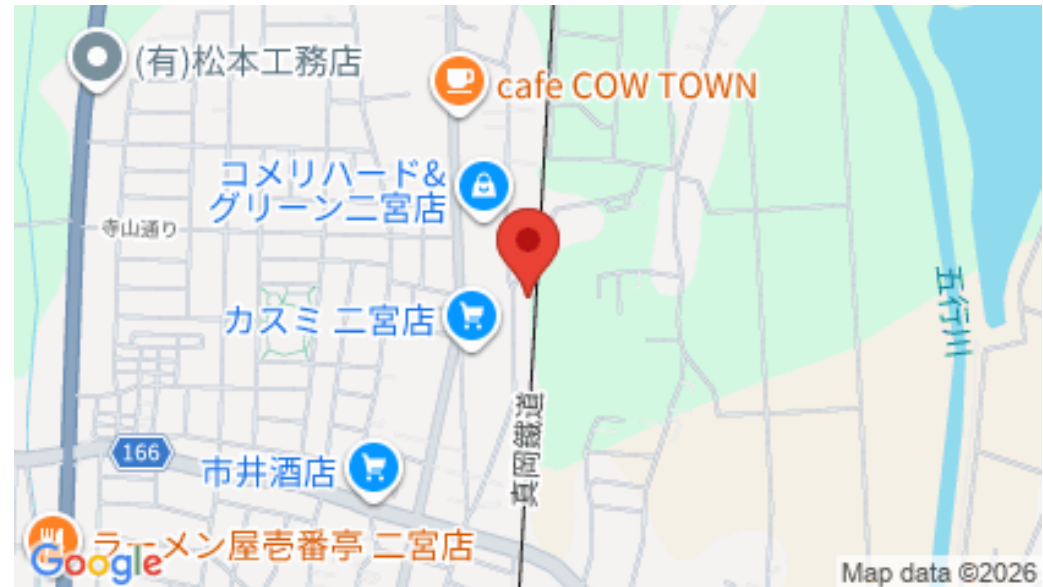 (有)松本工務店
cafe COW TOWN
コメリハード&
グリーン二宮店
寺山通り
カスミ 二宮店
五行川
真岡鐵道
166
市井酒店
ラーメン屋壱番亭 二宮店
Google
Map data ©2026